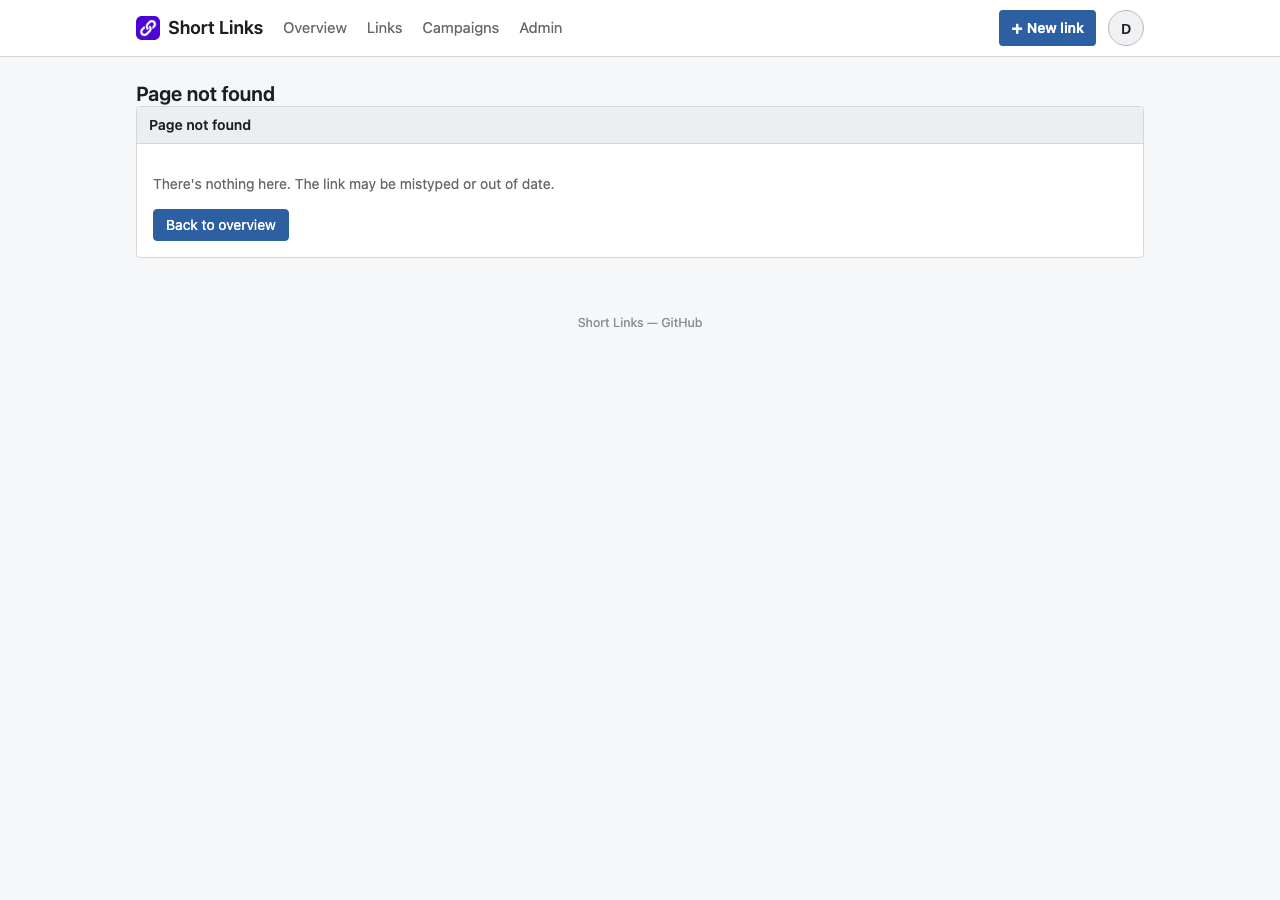 Short Links
Overview
Links
Campaigns
Admin
+ New link
D
Page not found
Page not found
There's nothing here. The link may be mistyped or out of date.
Back to overview
Short Links — GitHub